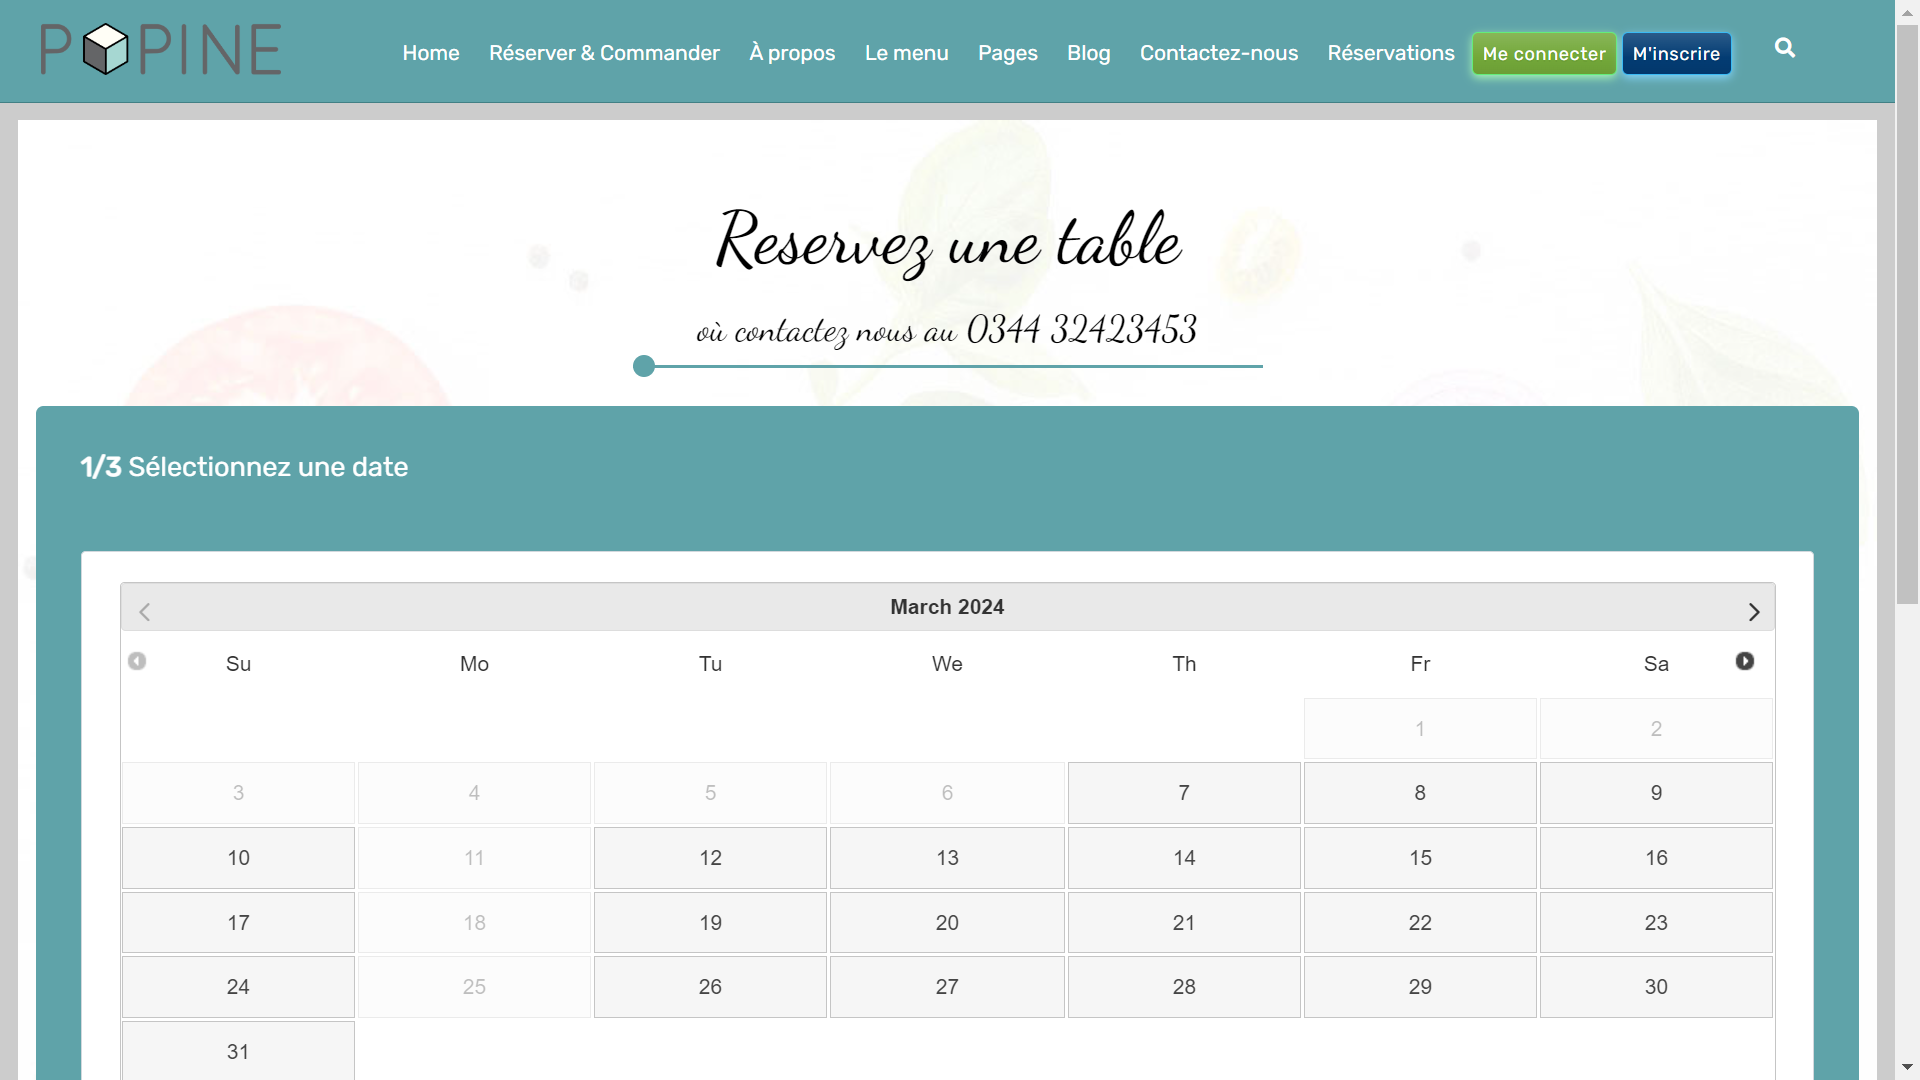 POPINE
Home Réserver & Commander À propos Le menu Pages Blog Contactez-nous Réservations Me connecter M'inscrire
Reservez une table
où contactez nous au 0344 32423453
1/3 Sélectionnez une date
March 2024
Su Mo Tu We Th Fr Sa
1 2
3 4 5 6 7 8 9
10 11 12 13 14 15 16
17 18 19 20 21 22 23
24 25 26 27 28 29 30
31